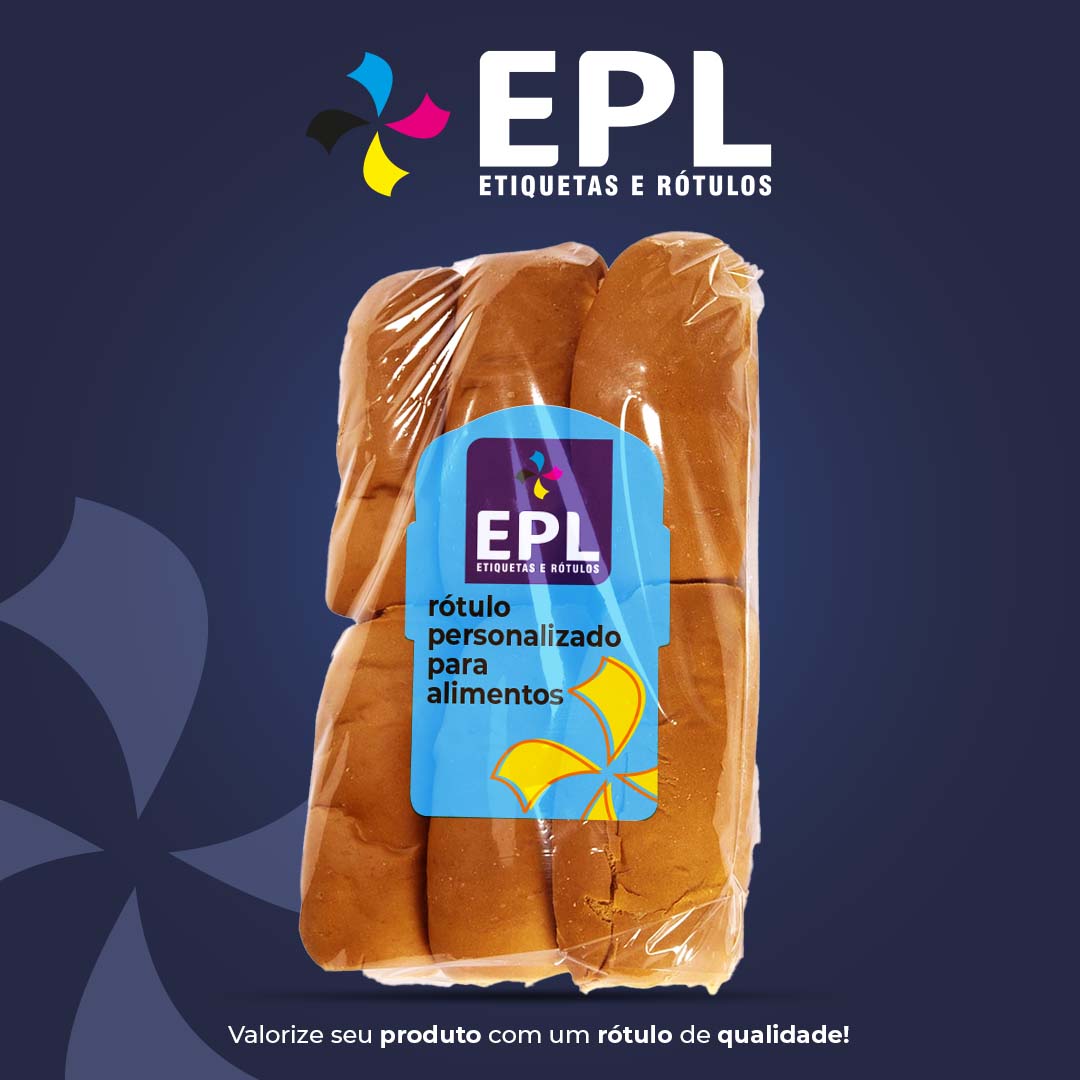 EPL
ETIQUETAS E RÓTULOS
EPL
ETIQUETAS E RÓTULOS
rótulo
personalizado
para
alimentos
Valorize seu produto com um rótulo de qualidade!